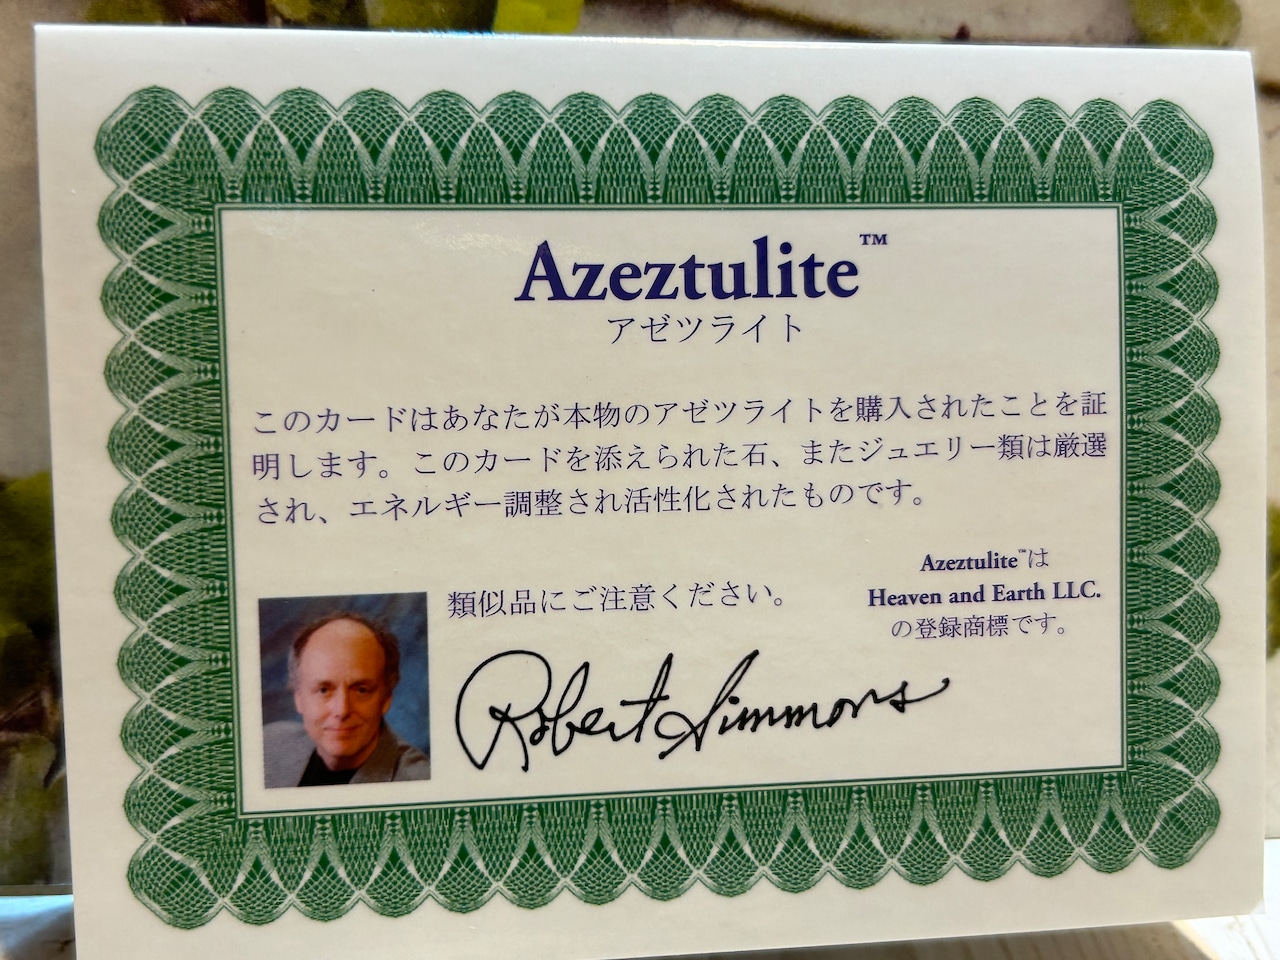 Azeztulite™
アゼツライト
このカードはあなたが本物のアゼツライトを購入されたことを証
明します。このカードを添えられた石、またジュエリー類は厳選
され、エネルギー調整され活性化されたものです。
類似品にご注意ください。
Azeztulite™は
Heaven and Earth LLC.
の登録商標です。
Robert Simmons